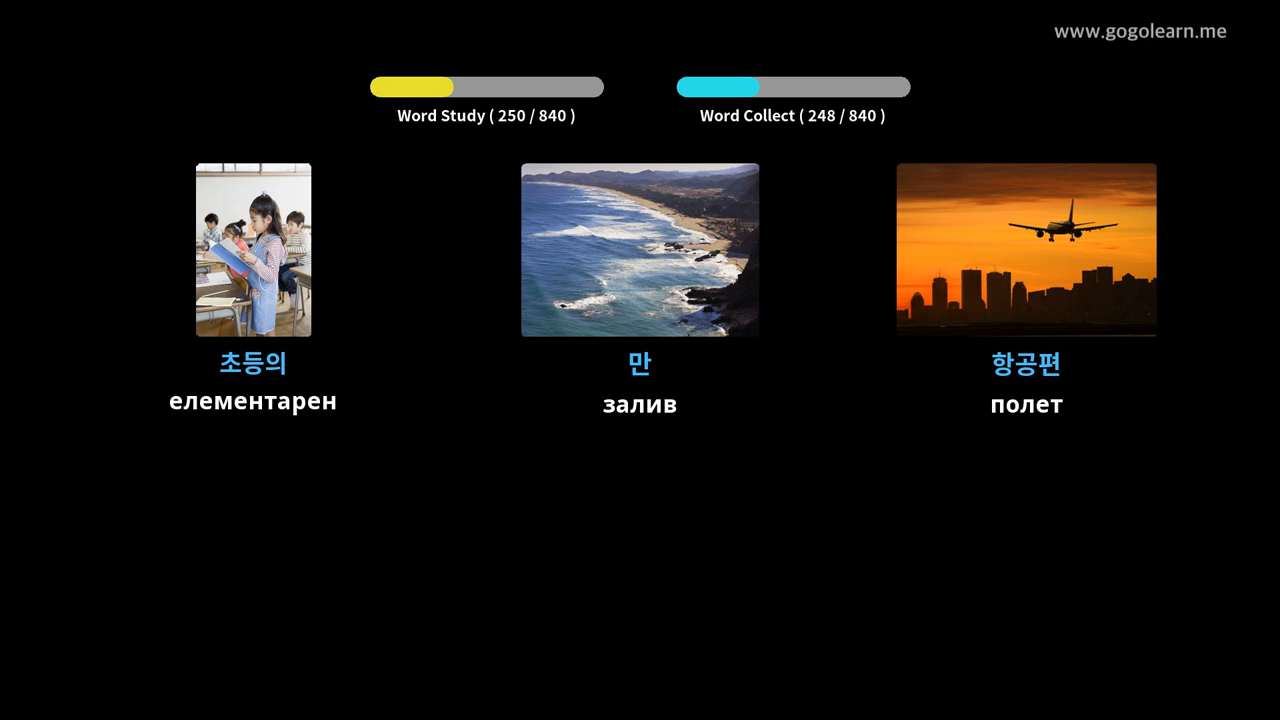 www.gogolearn.me
Word Study ( 250 / 840 )
Word Collect ( 248 / 840 )
초등의
만
항공편
елементарен
залив
полет